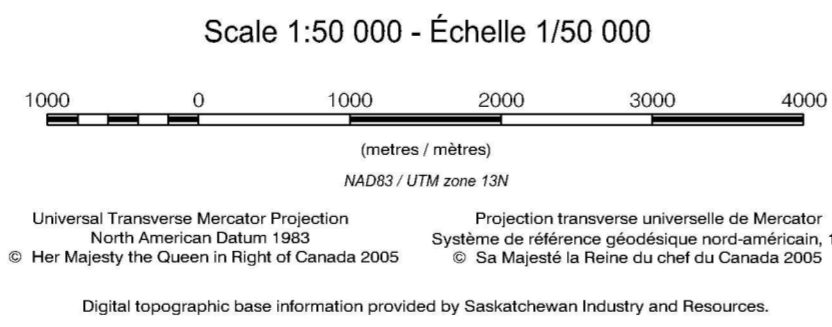 Scale 1:50 000 - Échelle 1/50 000
1000 0 1000 2000 3000 4000
(metres / mètres)
NAD83 / UTM zone 13N
Universal Transverse Mercator Projection
North American Datum 1983
© Her Majesty the Queen in Right of Canada 2005
Projection transverse universelle de Mercator
Système de référence géodésique nord-américain, 1
© Sa Majesté la Reine du chef du Canada 2005
Digital topographic base information provided by Saskatchewan Industry and Resources.